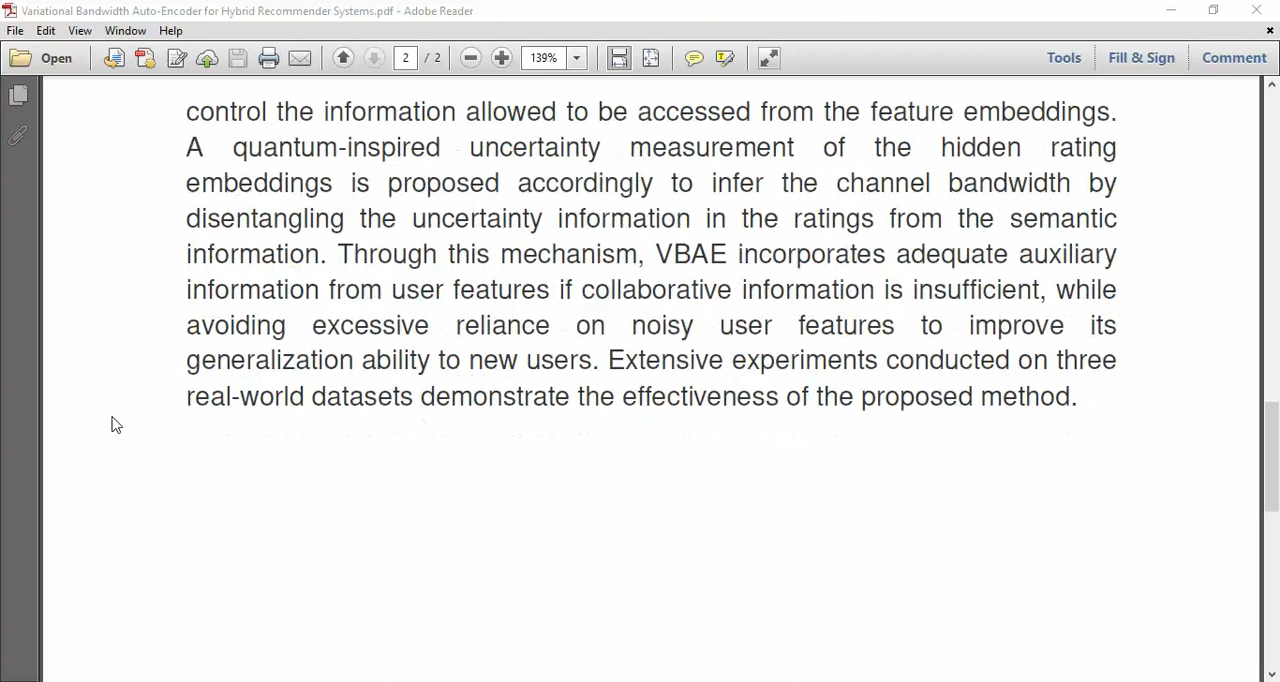 Variational Bandwidth Auto-Encoder for Hybrid Recommender Systems.pdf - Adobe Reader
File Edit View Window Help
Open 2 / 2 139% Tools Fill & Sign Comment
control the information allowed to be accessed from the feature embeddings.
A quantum-inspired uncertainty measurement of the hidden rating
embeddings is proposed accordingly to infer the channel bandwidth by
disentangling the uncertainty information in the ratings from the semantic
information. Through this mechanism, VBAE incorporates adequate auxiliary
information from user features if collaborative information is insufficient, while
avoiding excessive reliance on noisy user features to improve its
generalization ability to new users. Extensive experiments conducted on three
real-world datasets demonstrate the effectiveness of the proposed method.